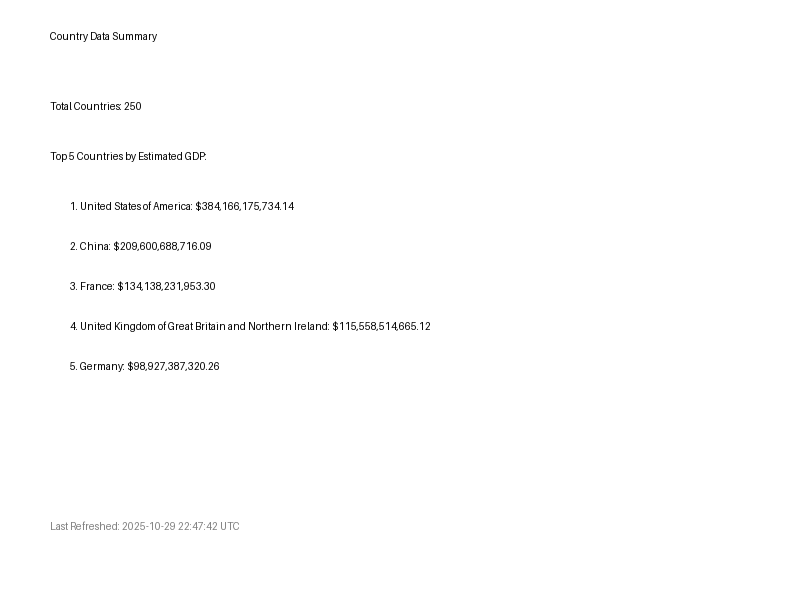 Country Data Summary
Total Countries: 250
Top 5 Countries by Estimated GDP:
1. United States of America: $384,166,175,734.14
2. China: $209,600,688,716.09
3. France: $134,138,231,953.30
4. United Kingdom of Great Britain and Northern Ireland: $115,558,514,665.12
5. Germany: $98,927,387,320.26
Last Refreshed: 2025-10-29 22:47:42 UTC